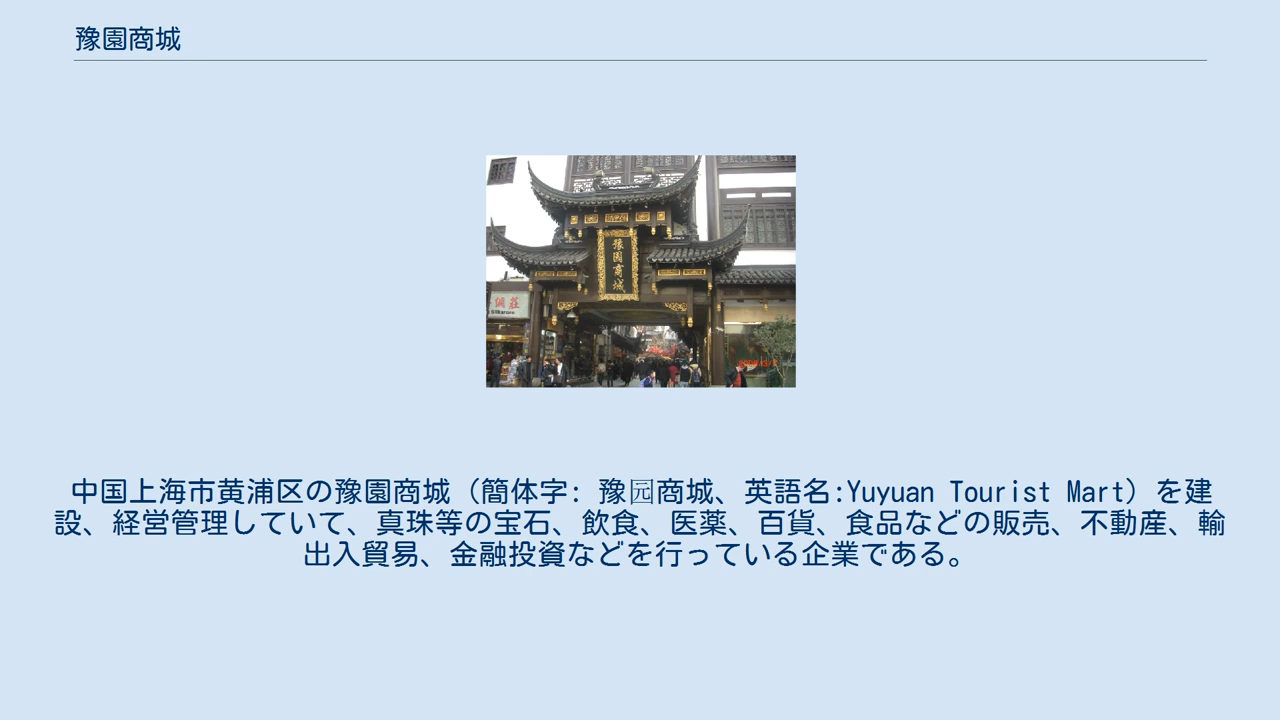 豫園商城
豫園商城
中国上海市黄浦区の豫園商城（簡体字: 豫园商城、英語名:Yuyuan Tourist Mart）を建
設、経営管理していて、真珠等の宝石、飲食、医薬、百貨、食品などの販売、不動産、輸
出入貿易、金融投資などを行っている企業である。